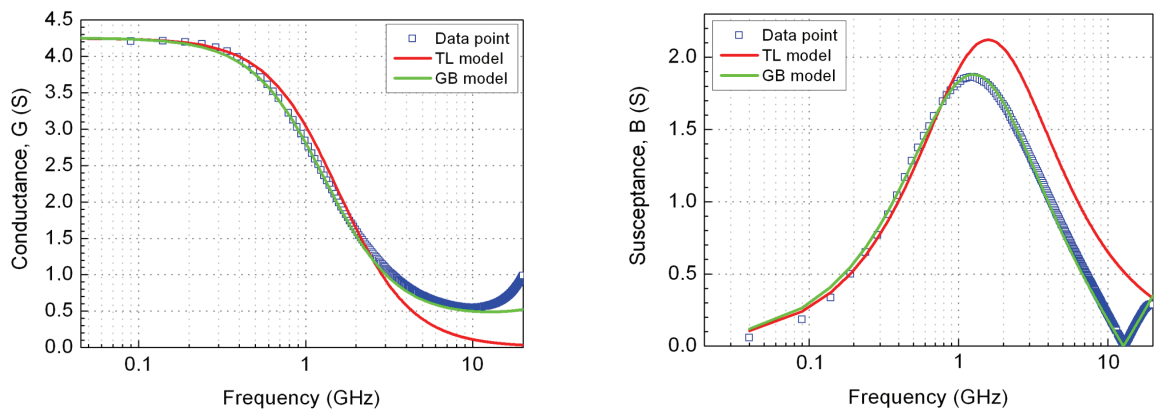 4.5
4.0
3.5
3.0
2.5
2.0
1.5
1.0
0.5
0.0
Conductance, G (S)
Data point
TL model
GB model
0.1
1
10
Frequency (GHz)
2.0
1.5
1.0
0.5
0.0
Susceptance, B (S)
Data point
TL model
GB model
0.1
1
10
Frequency (GHz)